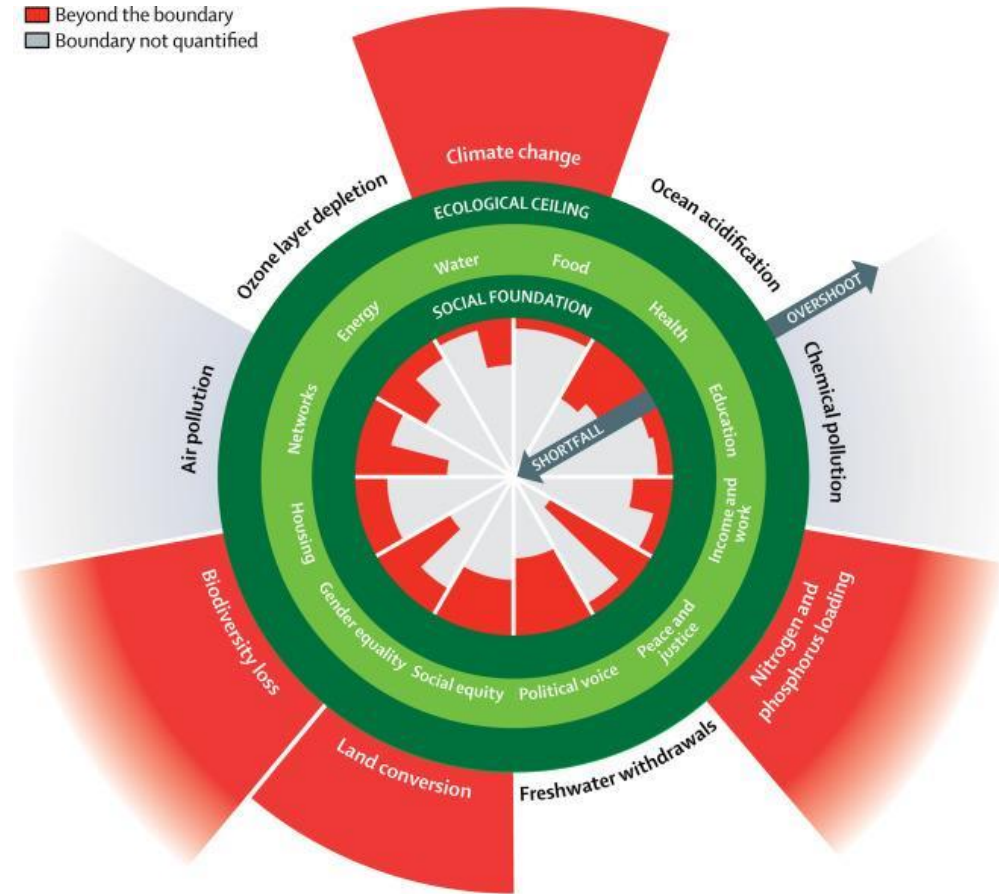 Beyond the boundary
Boundary not quantified
Climate change
Ozone layer depletion
Ocean acidification
ECOLOGICAL CEILING
Water
Food
Energy
Health
SOCIAL FOUNDATION
OVERSHOOT
Air pollution
Networks
Education
Chemical pollution
SHORTFALL
Housing
Income and
work
Biodiversity loss
Gender equality
Social equity
Political voice
Peace and
justice
Nitrogen and
phosphorus loading
Land conversion
Freshwater withdrawals